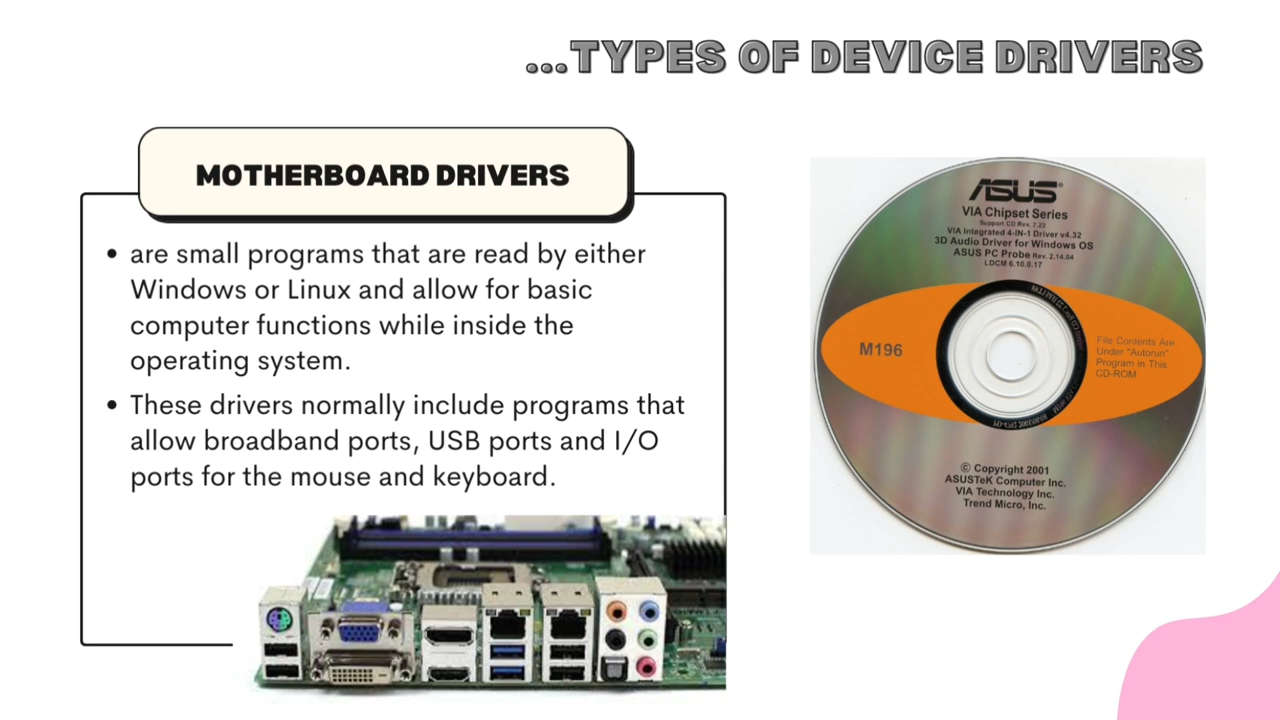 ...TYPES OF DEVICE DRIVERS
MOTHERBOARD DRIVERS
• are small programs that are read by either
Windows or Linux and allow for basic
computer functions while inside the
operating system.
• These drivers normally include programs that
allow broadband ports, USB ports and I/O
ports for the mouse and keyboard.
ASUS®
VIA Chipset Series
Support CD Rev. 7.22
VIA Integrated 4-IN-1 Driver v4.32
3D Audio Driver for Windows OS
ASUS PC Probe Rev. 2.14.04
LDCM 6.10.0.17
M196
File Contents Are
Under "Autorun"
Program in This
CD-ROM
© Copyright 2001
ASUSTeK Computer Inc.
VIA Technology Inc.
Trend Micro, Inc.